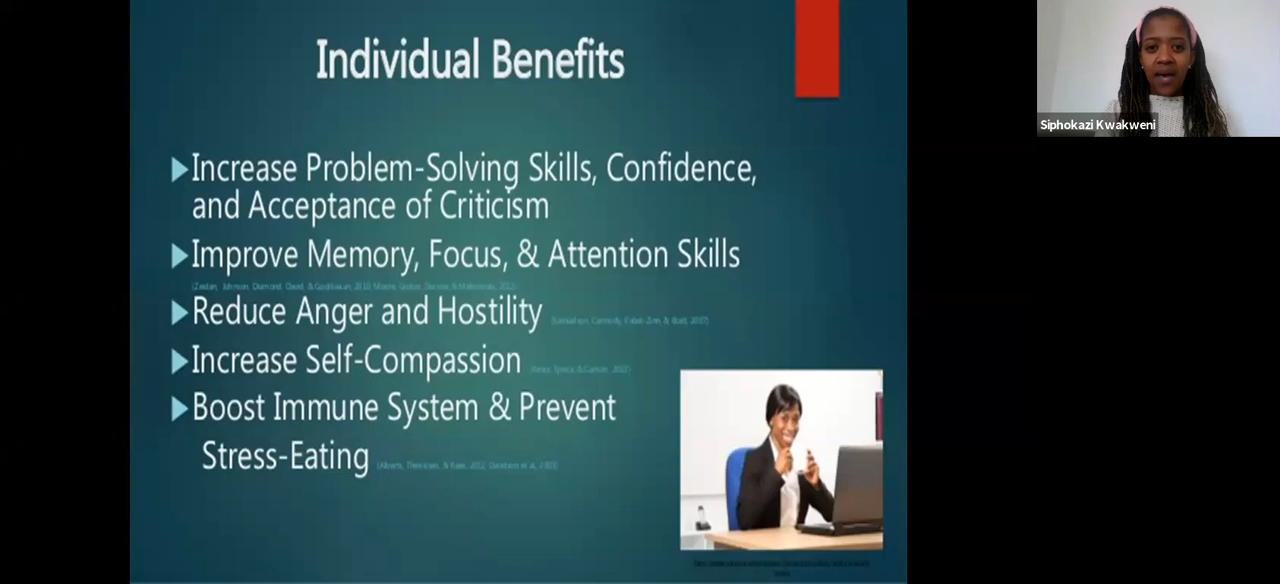 Individual Benefits
Siphokazi Kwakweni
Increase Problem-Solving Skills, Confidence,
and Acceptance of Criticism
Improve Memory, Focus, & Attention Skills
Reduce Anger and Hostility
Increase Self-Compassion
Boost Immune System & Prevent
Stress-Eating